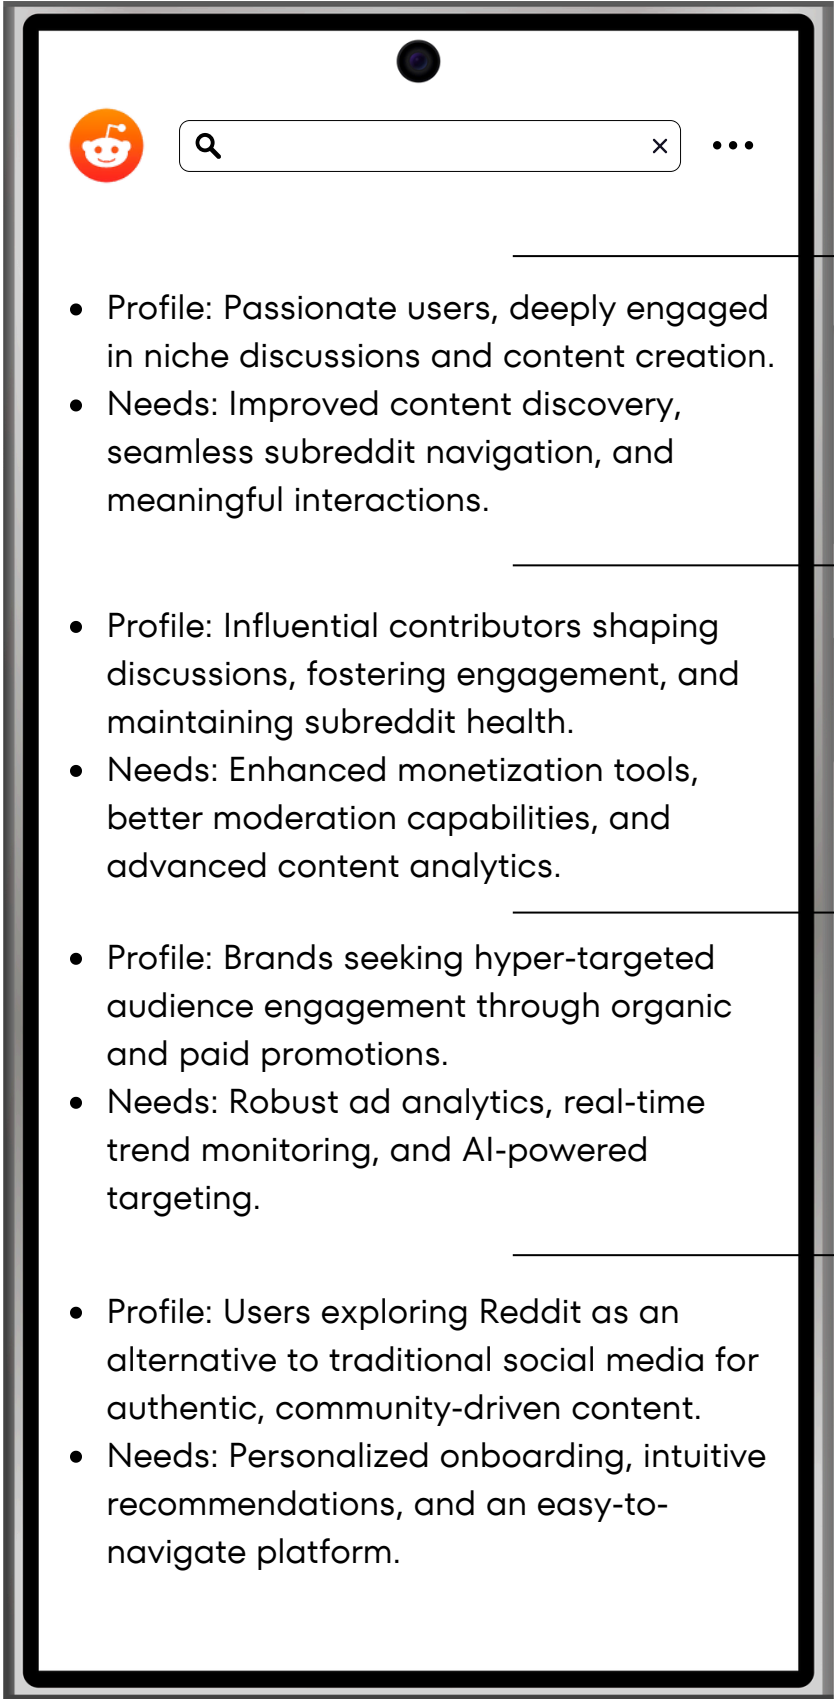 Profile: Passionate users, deeply engaged
in niche discussions and content creation.
Needs: Improved content discovery,
seamless subreddit navigation, and
meaningful interactions.
Profile: Influential contributors shaping
discussions, fostering engagement, and
maintaining subreddit health.
Needs: Enhanced monetization tools,
better moderation capabilities, and
advanced content analytics.
Profile: Brands seeking hyper-targeted
audience engagement through organic
and paid promotions.
Needs: Robust ad analytics, real-time
trend monitoring, and AI-powered
targeting.
Profile: Users exploring Reddit as an
alternative to traditional social media for
authentic, community-driven content.
Needs: Personalized onboarding, intuitive
recommendations, and an easy-to-
navigate platform.